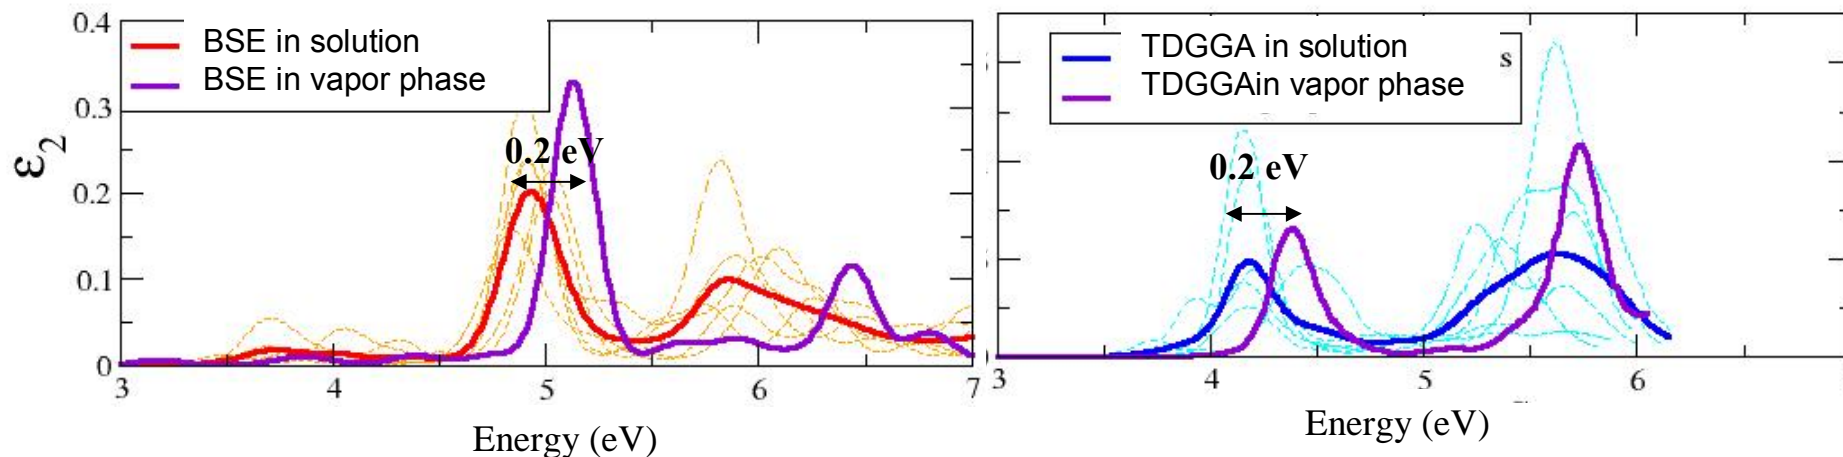 0.4
BSE in solution
BSE in vapor phase
0.3
0.2
0.1
0
ε2
0.2 eV
3 4 5 6 7
Energy (eV)
TDGGA in solution
s
TDGGAin vapor phase
0.2 eV
3 4 5 6
Energy (eV)